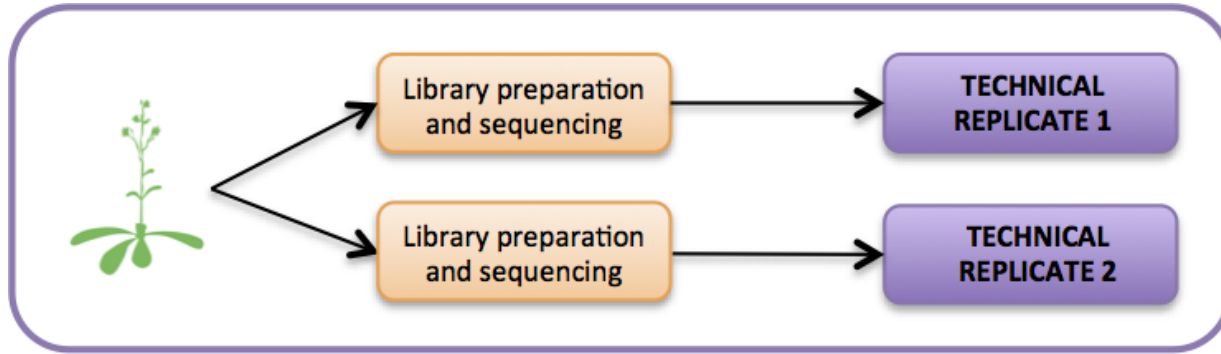 Library preparation
and sequencing
TECHNICAL
REPLICATE 1
Library preparation
and sequencing
TECHNICAL
REPLICATE 2